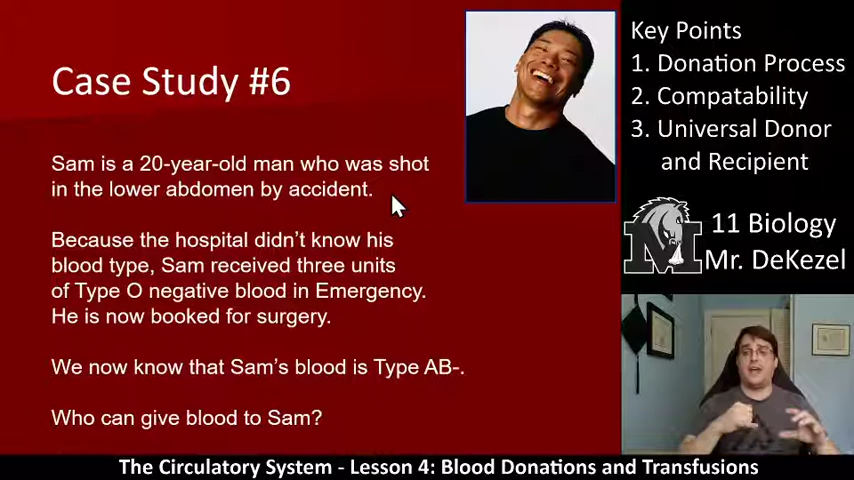 Case Study #6
Sam is a 20-year-old man who was shot
in the lower abdomen by accident.
Because the hospital didn't know his
blood type, Sam received three units
of Type O negative blood in Emergency.
He is now booked for surgery.
We now know that Sam's blood is Type AB-.
Who can give blood to Sam?
Key Points
1. Donation Process
2. Compatability
3. Universal Donor
and Recipient
M
11 Biology
Mr. DeKezel
The Circulatory System - Lesson 4: Blood Donations and Transfusions